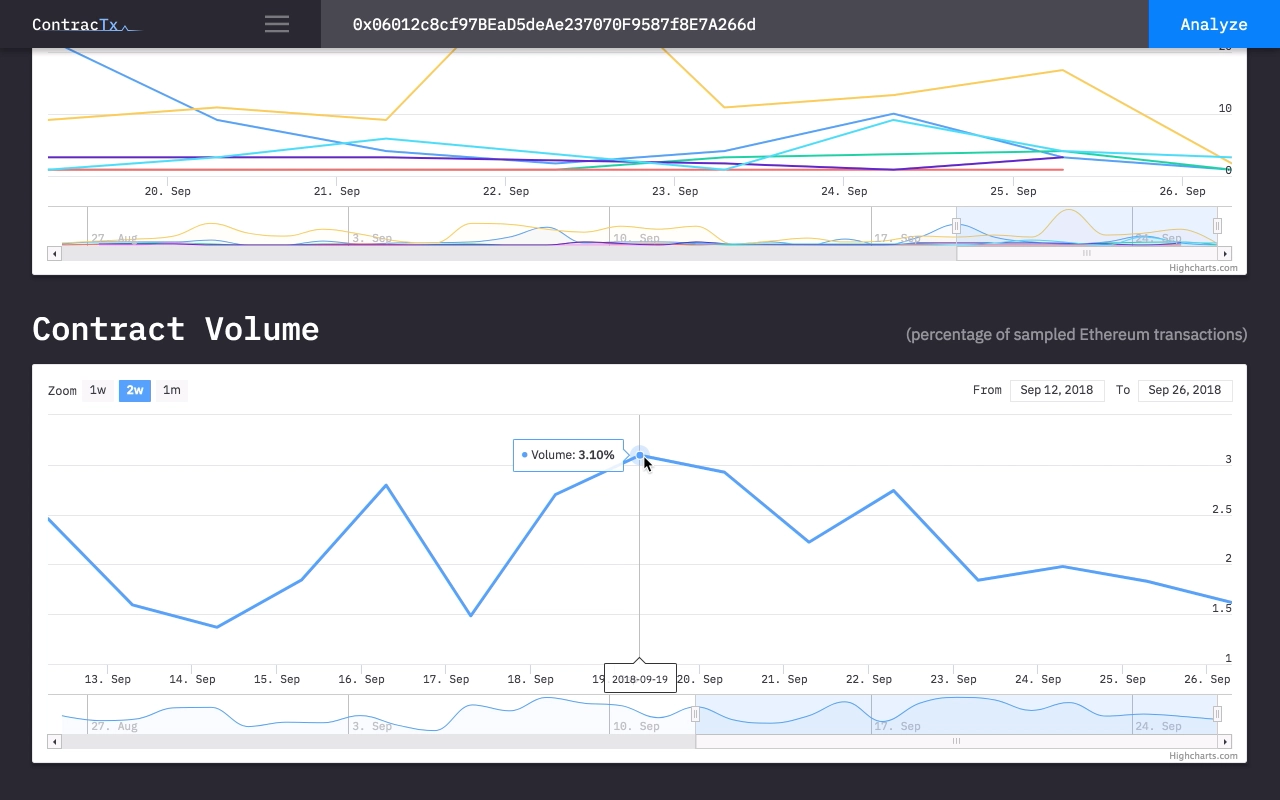 ContracTx
0x06012c8cf97BEaD5deAe237070F9587f8E7A266d
Analyze
20
10
0
20. Sep
21. Sep
22. Sep
23. Sep
24. Sep
25. Sep
26. Sep
27. Aug
3. Sep
10. Sep
17. Sep
24. Sep
Highcharts.com
Contract Volume
(percentage of sampled Ethereum transactions)
Zoom 1w 2w 1m
From Sep 12, 2018 To Sep 26, 2018
Volume: 3.10%
3
2.5
2
1.5
1
13. Sep
14. Sep
15. Sep
16. Sep
17. Sep
18. Sep
19
2018-09-19
20. Sep
21. Sep
22. Sep
23. Sep
24. Sep
25. Sep
26. Sep
27. Aug
3. Sep
10. Sep
17. Sep
24. Sep
Highcharts.com